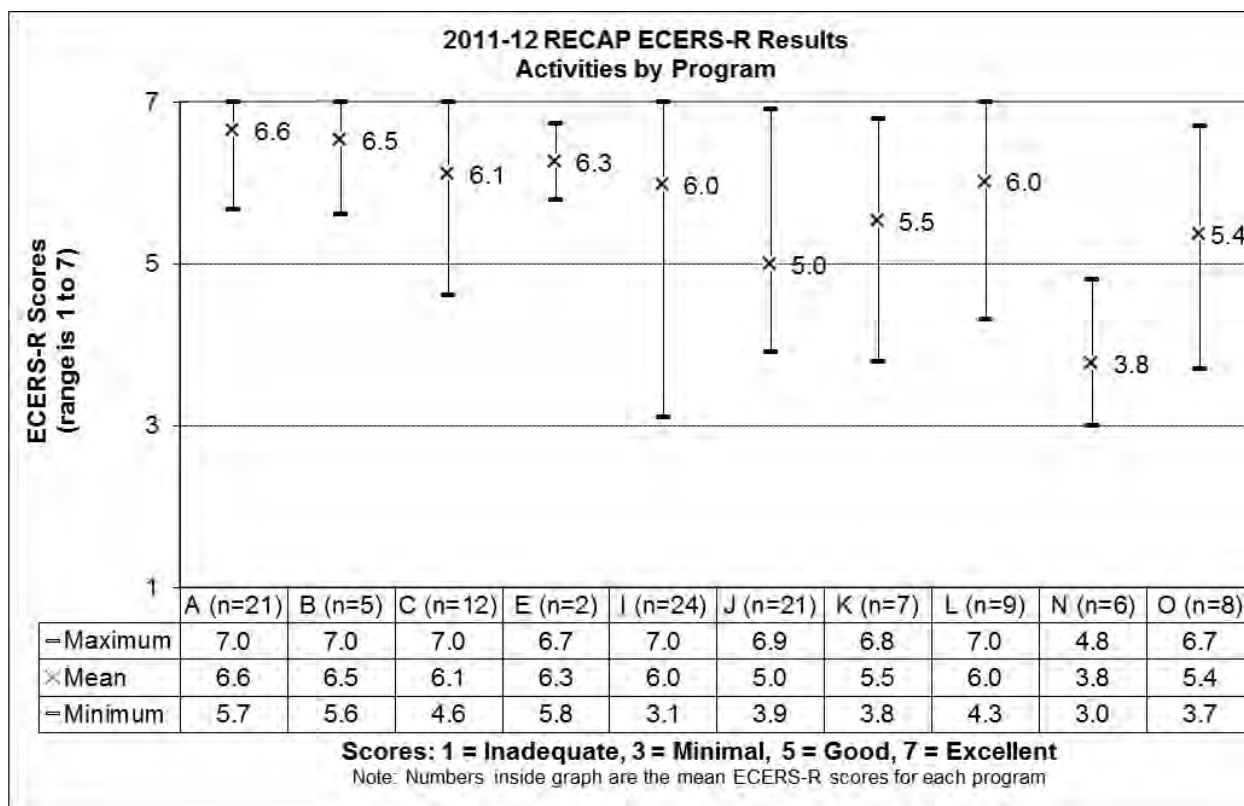 2011-12 RECAP ECERS-R Results
Activities by Program
ECERS-R Scores
(range is 1 to 7)
7
5
3
1
6.6
6.5
6.1
6.3
6.0
5.0
5.5
6.0
3.8
5.4
A (n=21) B (n=5) C (n=12) E (n=2) I (n=24) J (n=21) K (n=7) L (n=9) N (n=6) O (n=8)
Maximum 7.0 7.0 7.0 6.7 7.0 6.9 6.8 7.0 4.8 6.7
Mean 6.6 6.5 6.1 6.3 6.0 5.0 5.5 6.0 3.8 5.4
Minimum 5.7 5.6 4.6 5.8 3.1 3.9 3.8 4.3 3.0 3.7
Scores: 1 = Inadequate, 3 = Minimal, 5 = Good, 7 = Excellent
Note: Numbers inside graph are the mean ECERS-R scores for each program